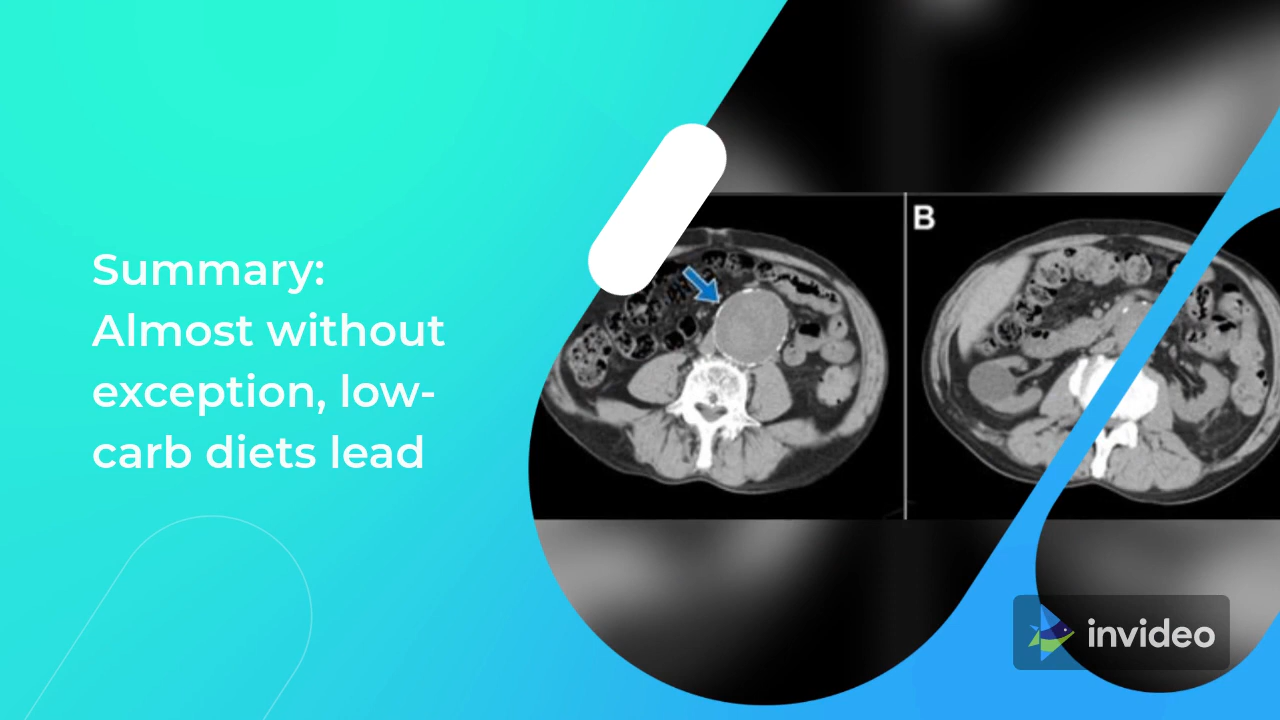 Summary:
Almost without
exception, low-
carb diets lead
B
invideo